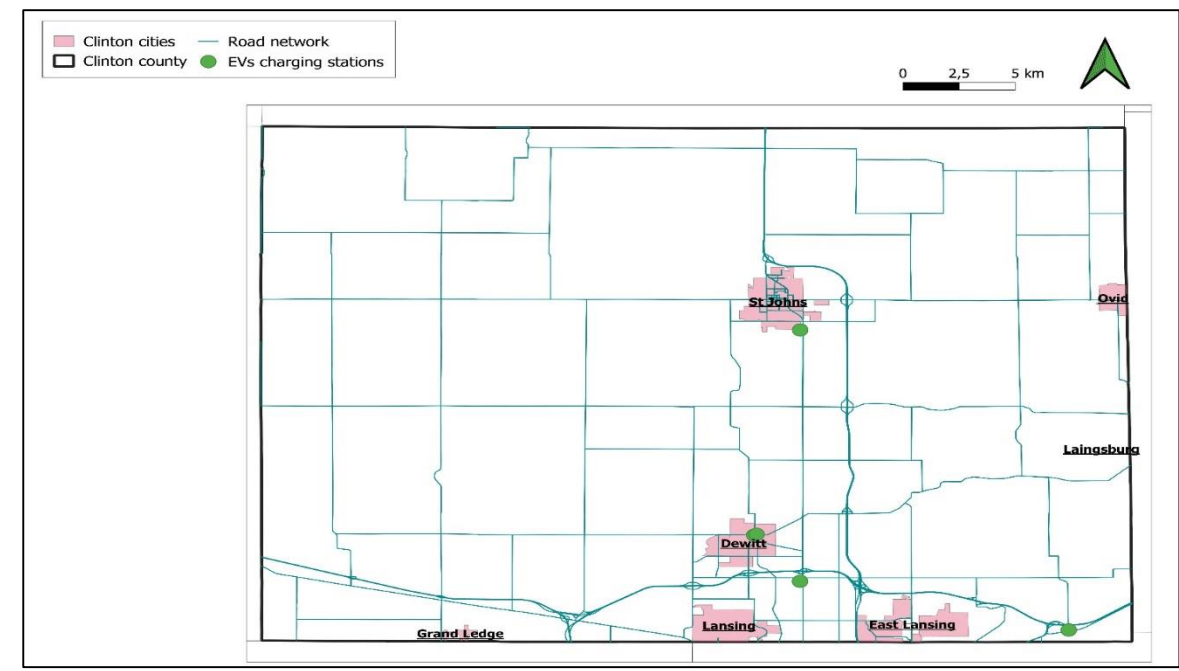 Clinton cities
Road network
Clinton county
EVs charging stations
0 2,5 5 km
St Johns
Ovid
Laingsburg
Dewitt
Lansing
East Lansing
Grand Ledge